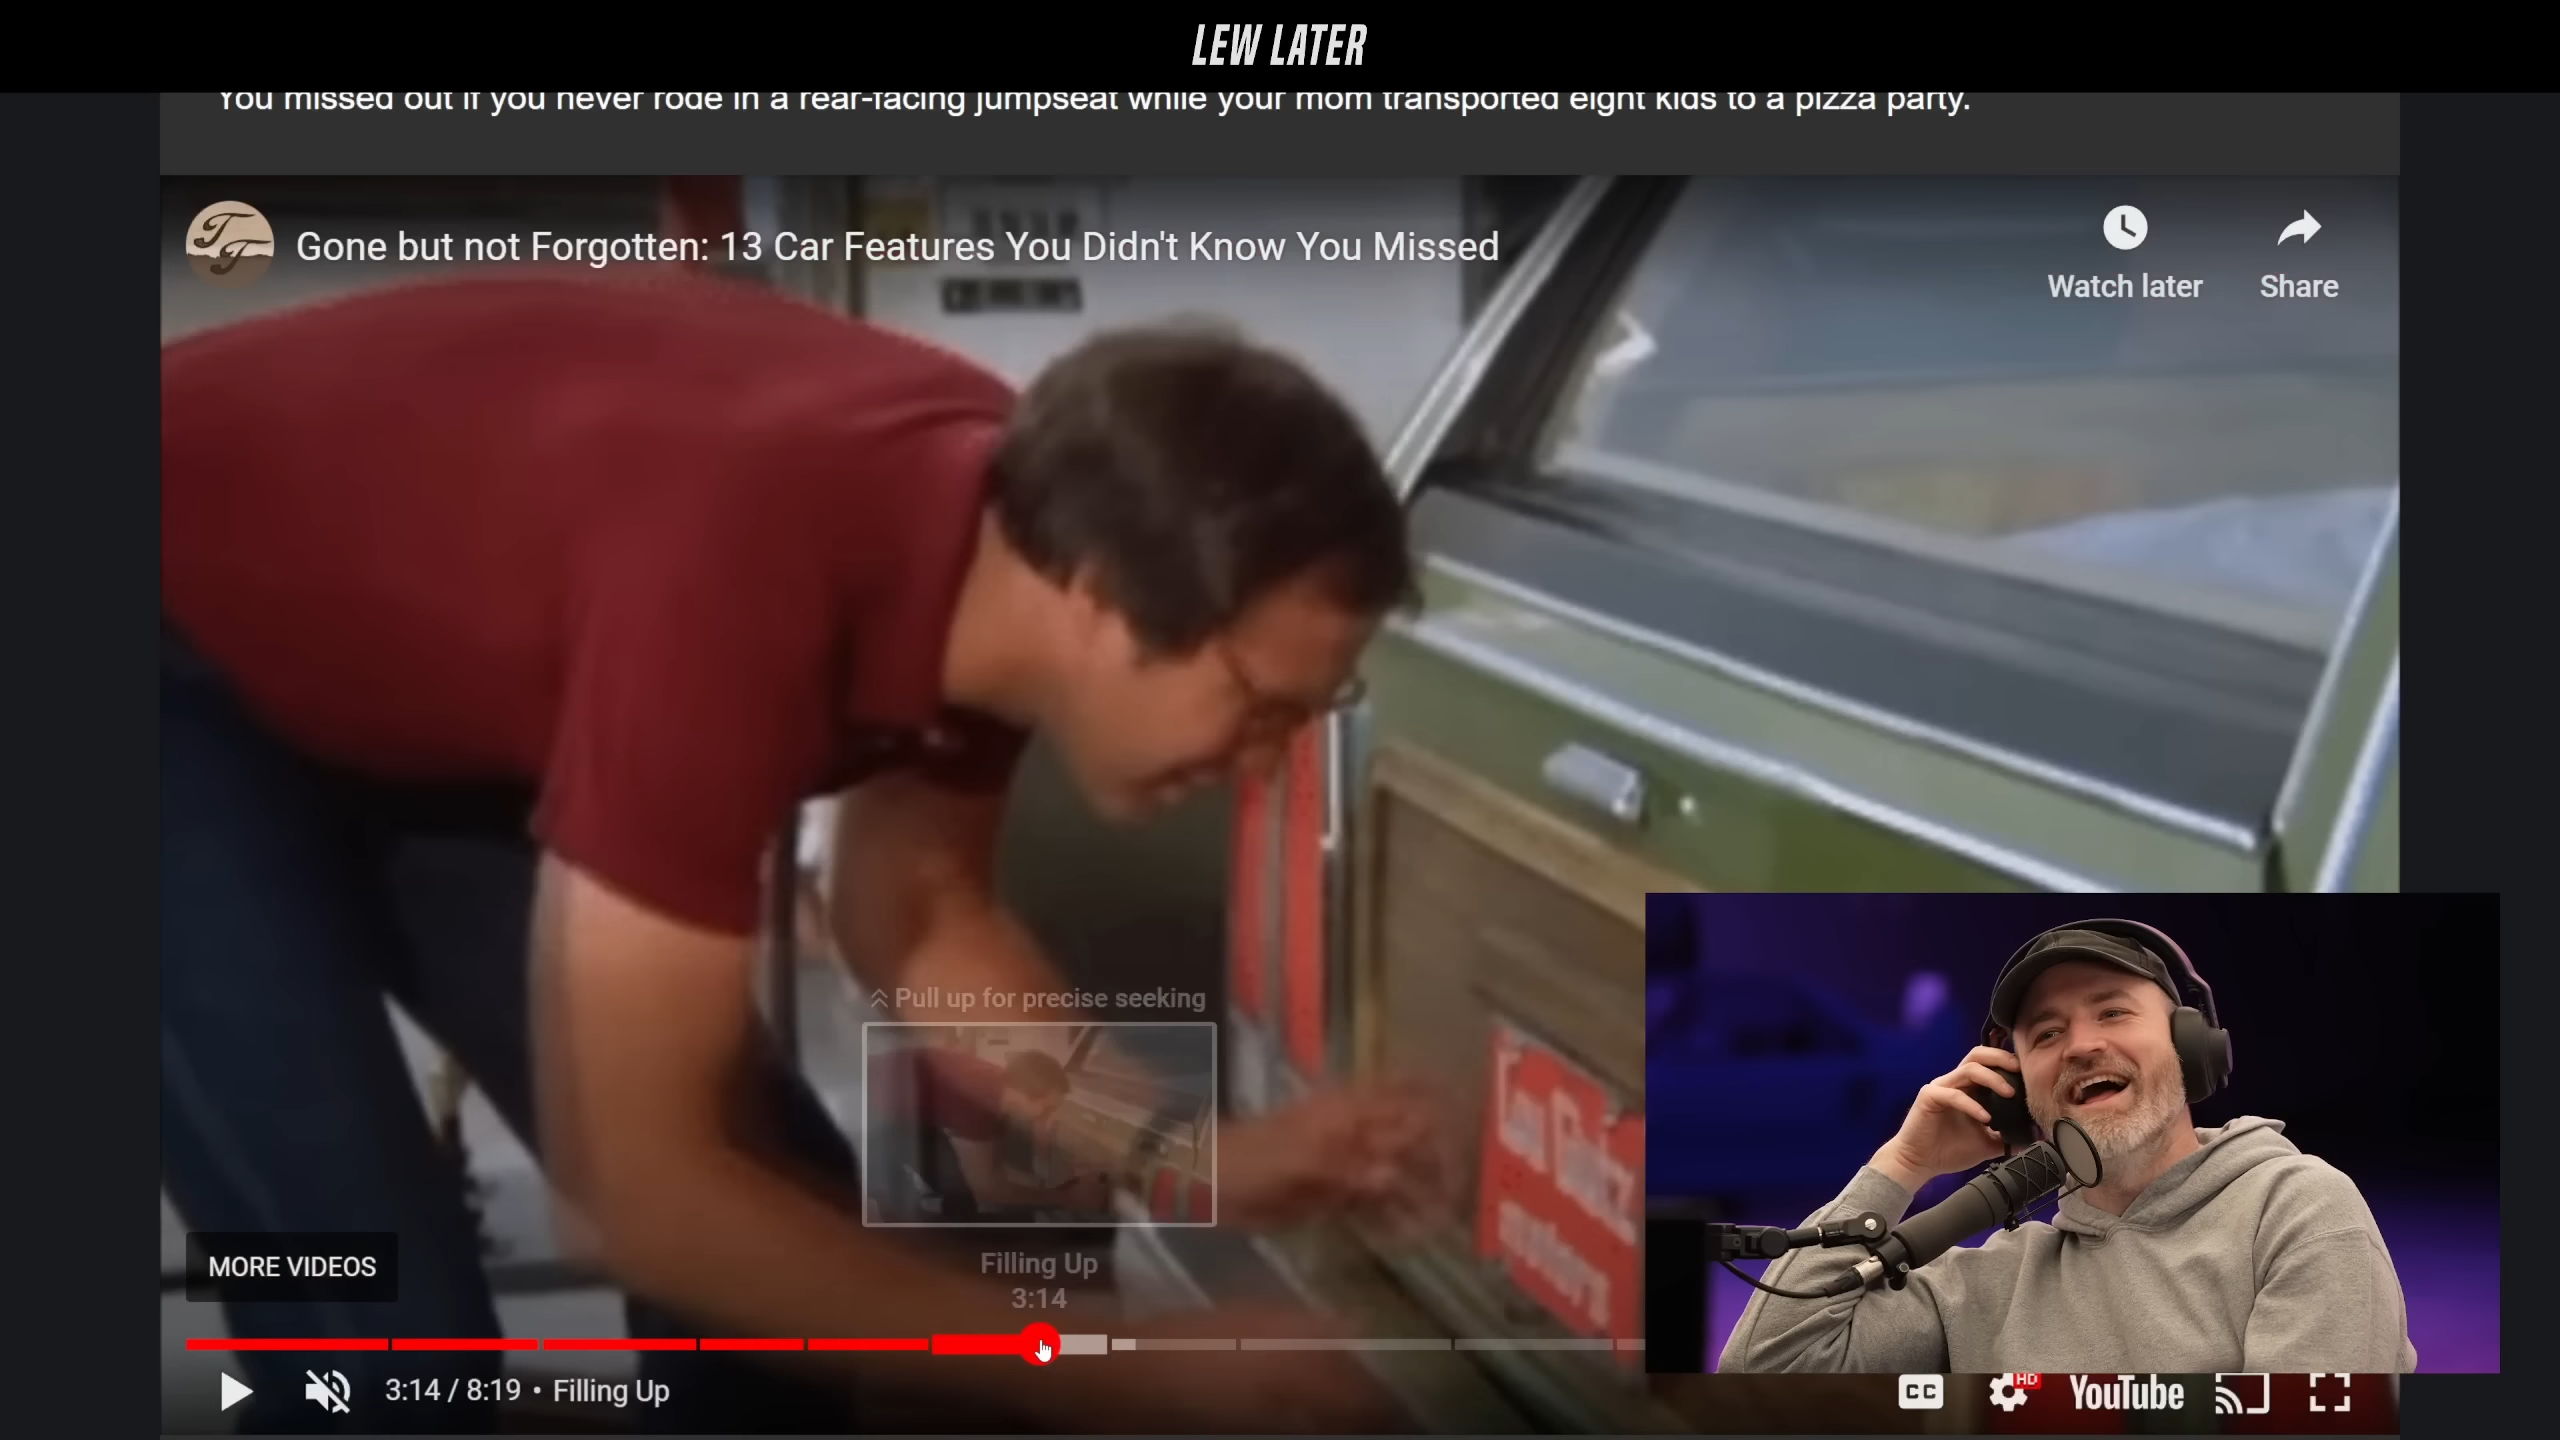 LEW LATER
You missed out if you never rode in a rear-facing jumpseat while your mom transported eight kids to a pizza party.
Gone but not Forgotten: 13 Car Features You Didn't Know You Missed
Watch later
Share
Pull up for precise seeking
Filling Up
3:14
MORE VIDEOS
3:14 / 8:19 • Filling Up
CC
HD
YouTube